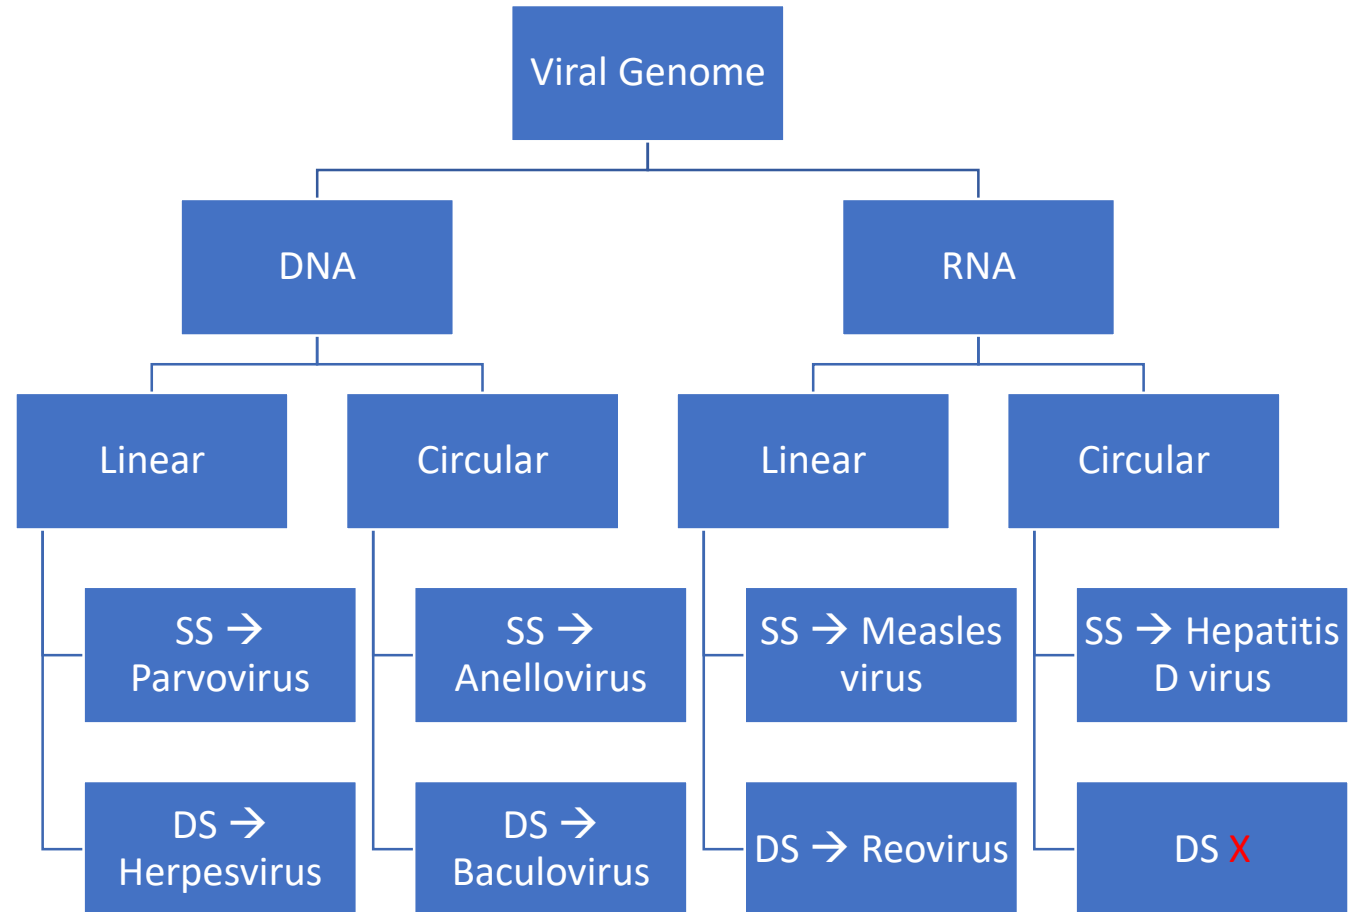 Viral Genome
DNA
RNA
Linear
Circular
Linear
Circular
SS →
Parvovirus
SS →
Anellovirus
SS → Measles
virus
SS → Hepatitis
D virus
DS →
Herpesvirus
DS →
Baculovirus
DS → Reovirus
DS X